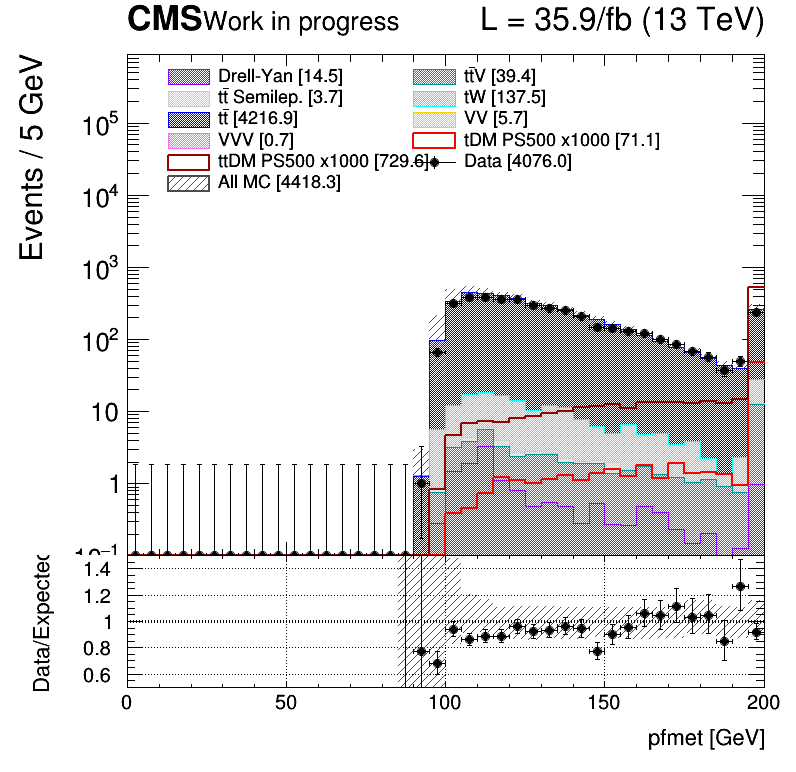 CMS Work in progress L = 35.9/fb (13 TeV)
Events / 5 GeV
Drell-Yan [14.5] tt̄V [39.4]
tt̄ Semilep. [3.7] tW [137.5]
tt̄ [4216.9] VV [5.7]
VVV [0.7] tDM PS500 x1000 [71.1]
ttDM PS500 x1000 [729.6] Data [4076.0]
All MC [4418.3]
10⁵
10⁴
10³
10²
10
1
10⁻¹
Data/Expected
1.4
1.2
1
0.8
0.6
0 50 100 150 200
pfmet [GeV]